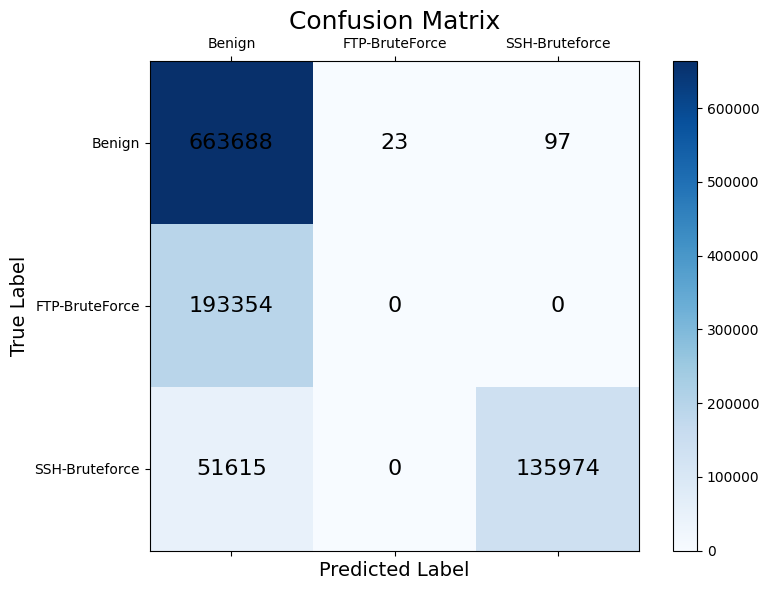 Confusion Matrix
Benign FTP-BruteForce SSH-Bruteforce
Benign 663688 23 97 
FTP-BruteForce 193354 0 0
SSH-Bruteforce 51615 0 135974
True Label
Predicted Label
600000
500000
400000
300000
200000
100000
0